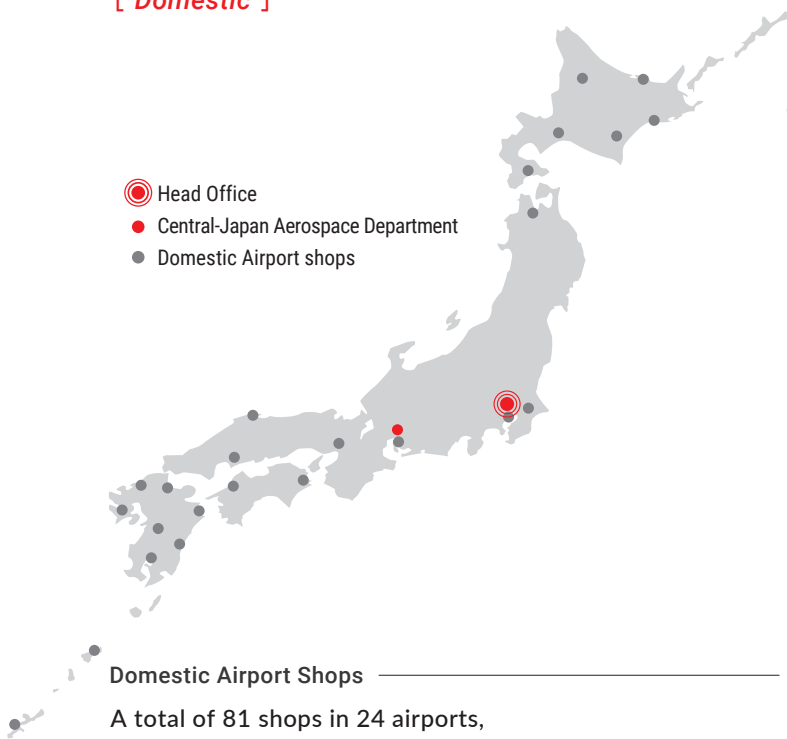 [ Domestic ]
Head Office
Central-Japan Aerospace Department
Domestic Airport shops
Domestic Airport Shops
A total of 81 shops in 24 airports,